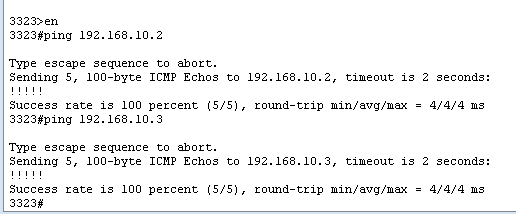 3323>en
3323#ping 192.168.10.2
Type escape sequence to abort.
Sending 5, 100-byte ICMP Echos to 192.168.10.2, timeout is 2 seconds:
!!!!!
Success rate is 100 percent (5/5), round-trip min/avg/max = 4/4/4 ms
3323#ping 192.168.10.3
Type escape sequence to abort.
Sending 5, 100-byte ICMP Echos to 192.168.10.3, timeout is 2 seconds:
!!!!!
Success rate is 100 percent (5/5), round-trip min/avg/max = 4/4/4 ms
3323#